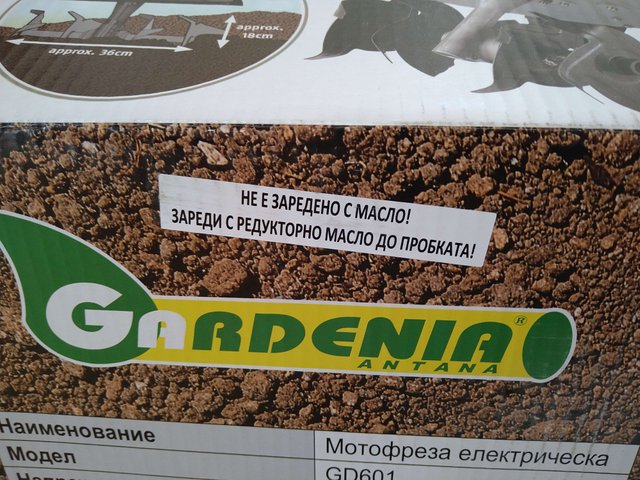 approx. 36cm
approx.
18cm
НЕ Е ЗАРЕДЕНО С МАСЛО!
ЗАРЕДИ С РЕДУКТОРНО МАСЛО ДО ПРОБКАТА!
GARDENIA®
ANTANA
Наименование Мотофреза електрическа
Модел GD601